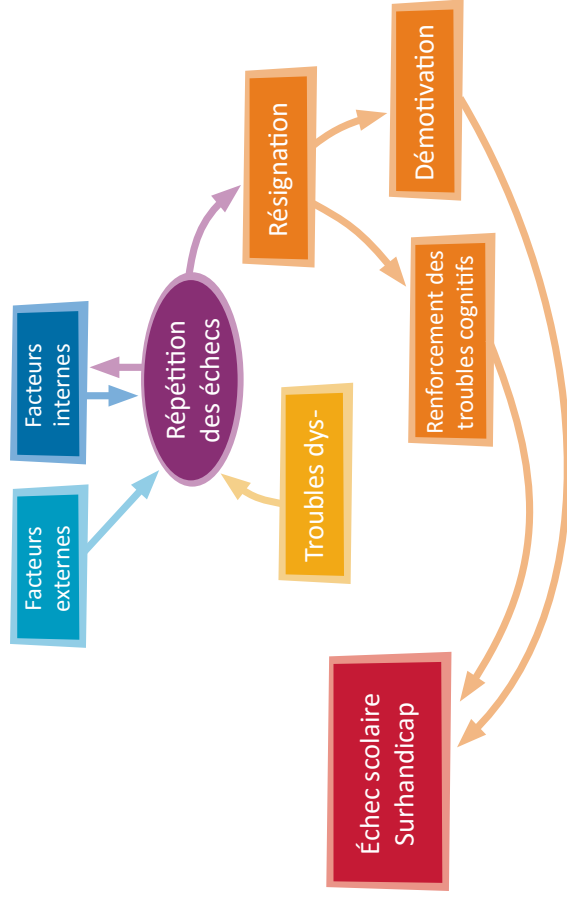 Facteurs
externes
Facteurs
internes
Répétition
des échecs
Troubles dys-
Résignation
Renforcement des
troubles cognitifs
Démotivation
Échec scolaire
Surhandicap